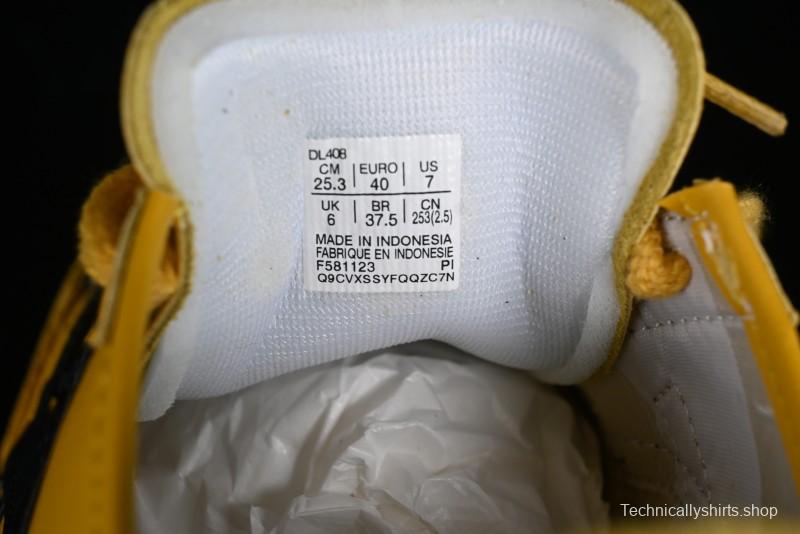 DL408
CM | EURO | US
25.3 | 40 | 7
UK | BR | CN
6 | 37.5 | 253(2.5)
MADE IN INDONESIA
FABRIQUE EN INDONESIE
F581123 PI
Q9CVXSSYFQQZC7N
Technicallyshirts.shop